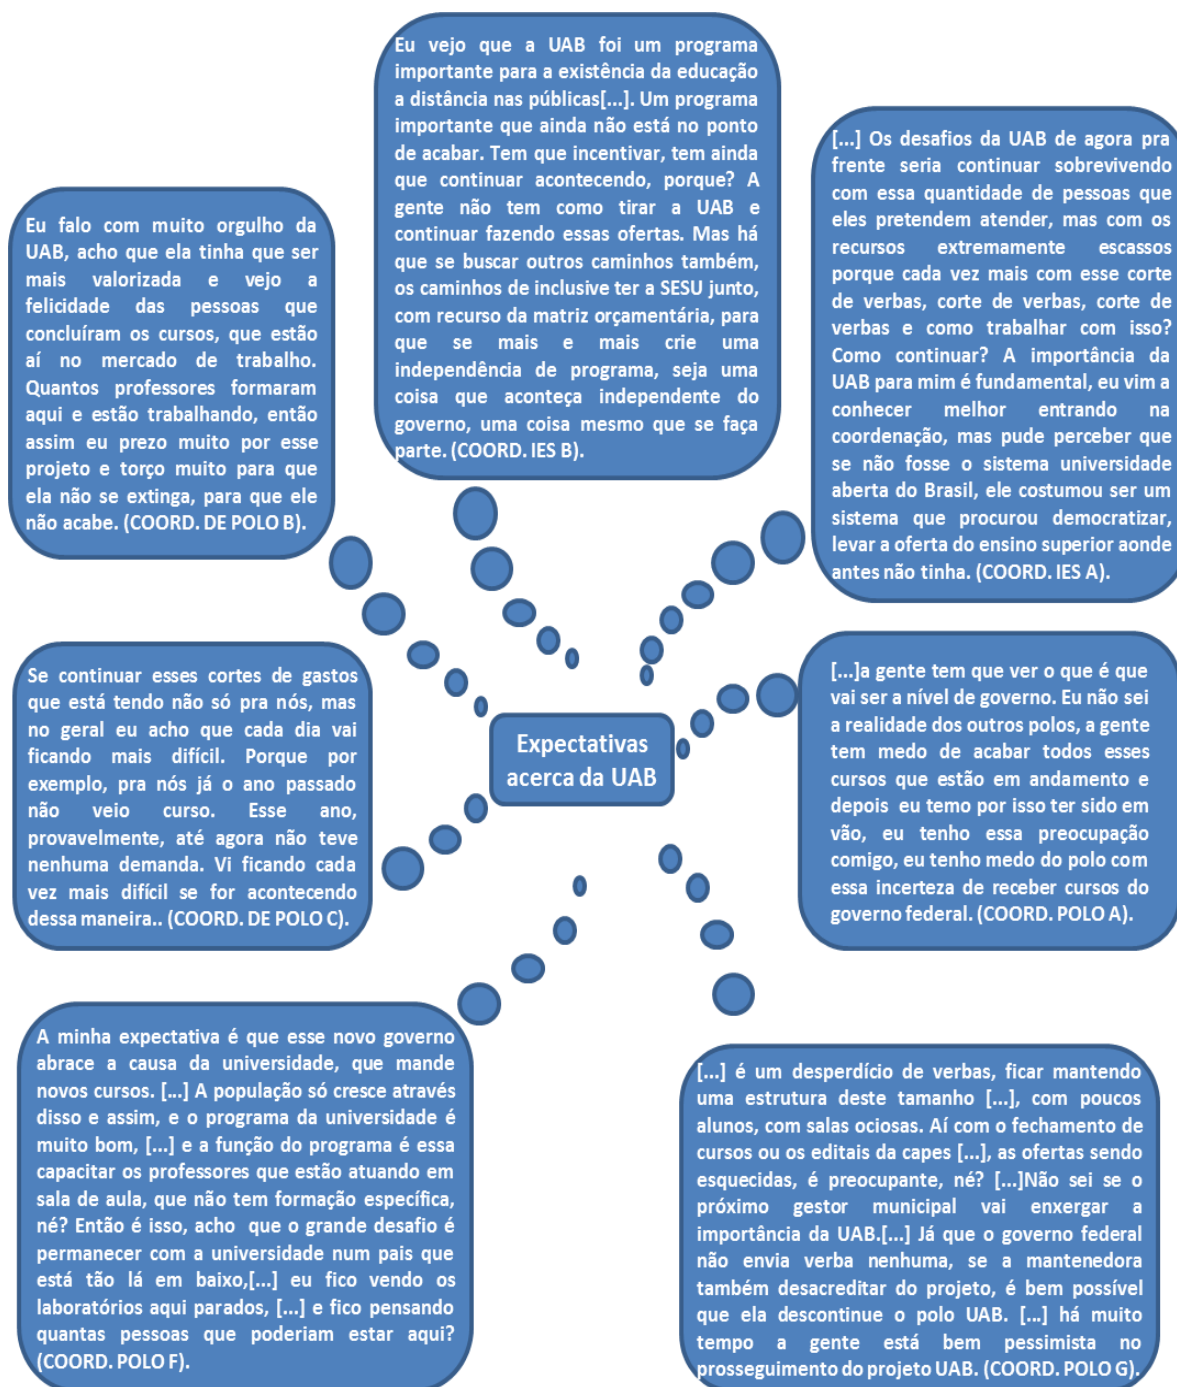 Eu vejo que a UAB foi um programa
importante para a existência da educação
a distância nas públicas[...]. Um programa
importante que ainda não está no ponto
de acabar. Tem que incentivar, tem ainda
que continuar acontecendo, porque? A
gente não tem como tirar a UAB e
continuar fazendo essas ofertas. Mas há
que se buscar outros caminhos também,
os caminhos de inclusive ter a SESU junto,
com recurso da matriz orçamentária, para
que se mais e mais crie uma
independência de programa, seja uma
coisa que aconteça independente do
governo, uma coisa mesmo que se faça
parte. (COORD. IES B).
[...] Os desafios da UAB de agora pra
frente seria continuar sobrevivendo
com essa quantidade de pessoas que
eles pretendem atender, mas com os
recursos extremamente escassos
porque cada vez mais com esse corte
de verbas, corte de verbas, corte de
verbas e como trabalhar com isso?
Como continuar? A importância da
UAB para mim é fundamental, eu vim a
conhecer melhor entrando na
coordenação, mas pude perceber que
se não fosse o sistema universidade
aberta do Brasil, ele costumou ser um
sistema que procurou democratizar,
levar a oferta do ensino superior aonde
antes não tinha. (COORD. IES A).
Eu falo com muito orgulho da
UAB, acho que ela tinha que ser
mais valorizada e vejo a
felicidade das pessoas que
concluíram os cursos, que estão
aí no mercado de trabalho.
Quantos professores formaram
aqui e estão trabalhando, então
assim eu prezo muito por esse
projeto e torço muito para que
ela não se extinga, para que ele
não acabe. (COORD. DE POLO B).
Se continuar esses cortes de gastos
que está tendo não só pra nós, mas
no geral eu acho que cada dia vai
ficando mais difícil. Porque por
exemplo, pra nós já o ano passado
não veio curso. Esse ano,
provavelmente, até agora não teve
nenhuma demanda. Vi ficando cada
vez mais difícil se for acontecendo
dessa maneira.. (COORD. DE POLO C).
Expectativas
acerca da UAB
[...]a gente tem que ver o que é que
vai ser a nível de governo. Eu não sei
a realidade dos outros polos, a gente
tem medo de acabar todos esses
cursos que estão em andamento e
depois eu temo por isso ter sido em
vão, eu tenho essa preocupação
comigo, eu tenho medo do polo com
essa incerteza de receber cursos do
governo federal. (COORD. POLO A).
A minha expectativa é que esse novo governo
abrace a causa da universidade, que mande
novos cursos. [...] A população só cresce através
disso e assim, e o programa da universidade é
muito bom, [...] e a função do programa é essa
capacitar os professores que estão atuando em
sala de aula, que não tem formação específica,
né? Então é isso, acho que o grande desafio é
permanecer com a universidade num pais que
está tão lá em baixo,[...] eu fico vendo os
laboratórios aqui parados, [...] e fico pensando
quantas pessoas que poderiam estar aqui?
(COORD. POLO F).
[...] é um desperdício de verbas, ficar mantendo
uma estrutura deste tamanho [...], com poucos
alunos, com salas ociosas. Aí com o fechamento de
cursos ou os editais da capes [...], as ofertas sendo
esquecidas, é preocupante, né? [...]Não sei se o
próximo gestor municipal vai enxergar a
importância da UAB.[...] Já que o governo federal
não envia verba nenhuma, se a mantenedora
também desacreditar do projeto, é bem possível
que ela descontinue o polo UAB. [...] há muito
tempo a gente está bem pessimista no
prosseguimento do projeto UAB. (COORD. POLO G).